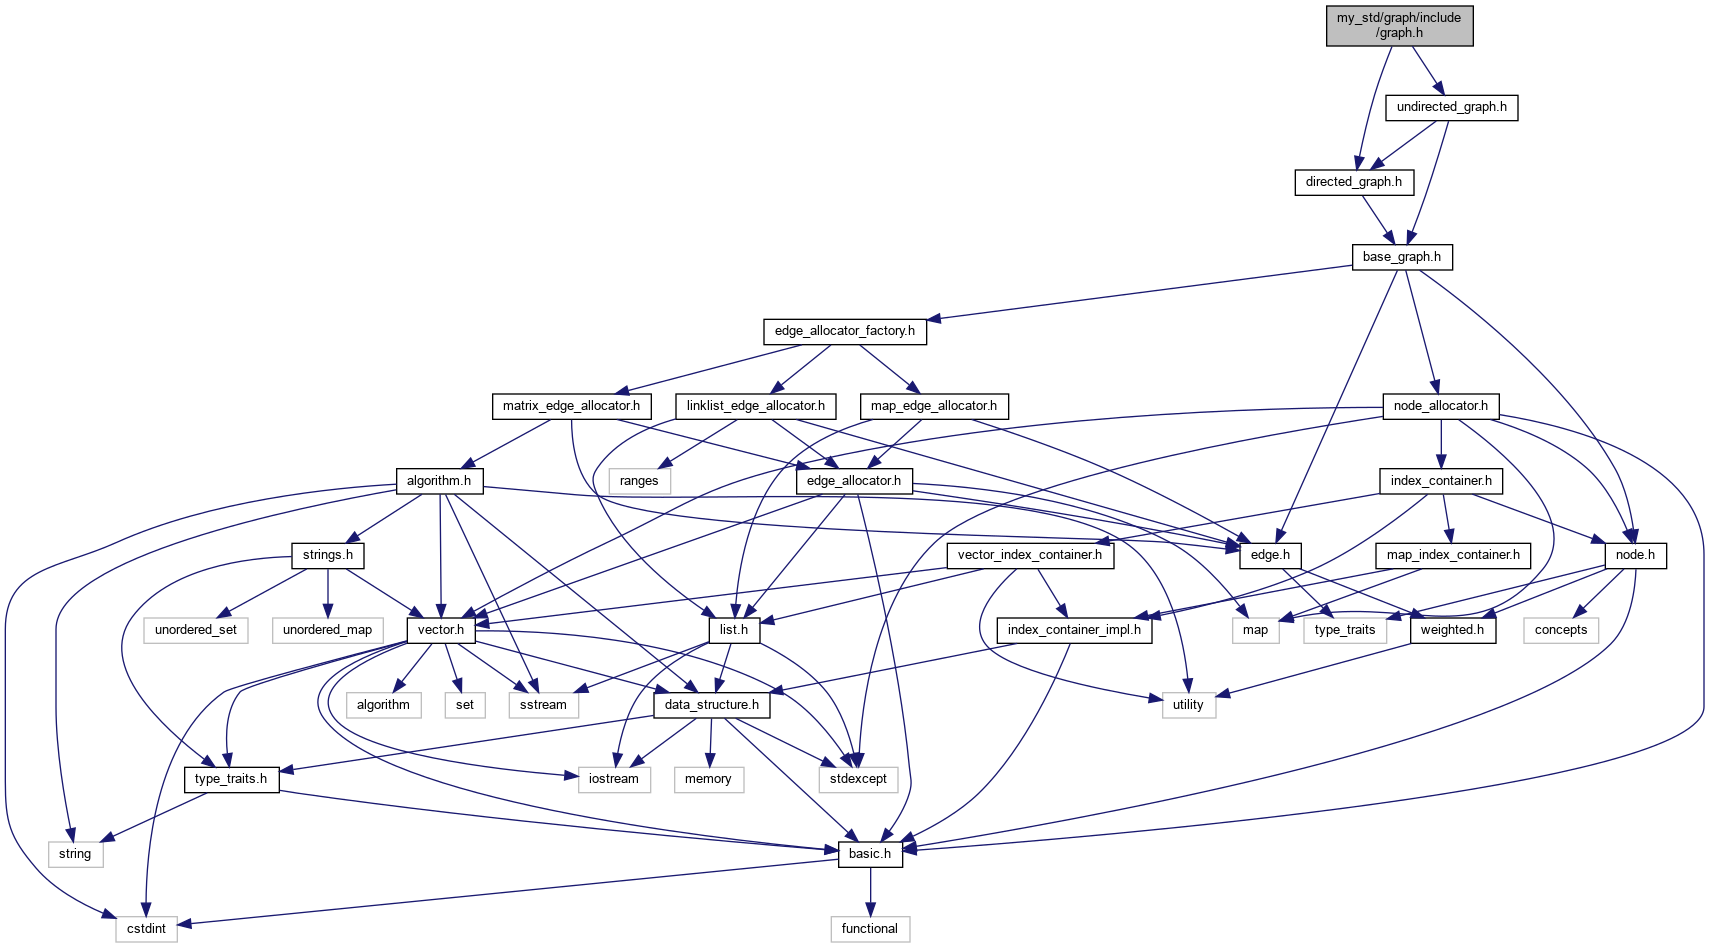 my_std/graph/include
/graph.h
undirected_graph.h
directed_graph.h
base_graph.h
edge_allocator_factory.h
matrix_edge_allocator.h
linklist_edge_allocator.h
map_edge_allocator.h
node_allocator.h
algorithm.h
ranges
edge_allocator.h
index_container.h
strings.h
vector_index_container.h
edge.h
map_index_container.h
node.h
unordered_set
unordered_map
vector.h
list.h
index_container_impl.h
map
type_traits
weighted.h
concepts
algorithm
set
sstream
data_structure.h
utility
type_traits.h
iostream
memory
stdexcept
string
basic.h
cstdint
functional